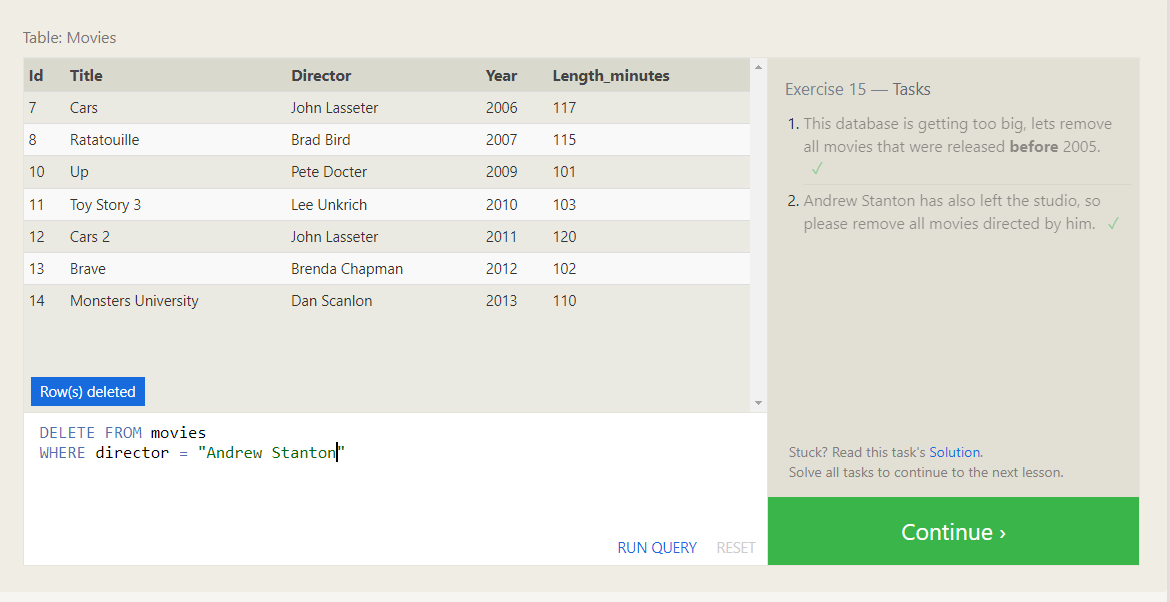 Table: Movies
Id Title Director Year Length_minutes
7 Cars John Lasseter 2006 117
8 Ratatouille Brad Bird 2007 115
10 Up Pete Docter 2009 101
11 Toy Story 3 Lee Unkrich 2010 103
12 Cars 2 John Lasseter 2011 120
13 Brave Brenda Chapman 2012 102
14 Monsters University Dan Scanlon 2013 110
Row(s) deleted
DELETE FROM movies
WHERE director = "Andrew Stanton"
RUN QUERY RESET
Exercise 15 — Tasks
1. This database is getting too big, lets remove
all movies that were released before 2005.
✓
2. Andrew Stanton has also left the studio, so
please remove all movies directed by him. ✓
Stuck? Read this task's Solution.
Solve all tasks to continue to the next lesson.
Continue ›